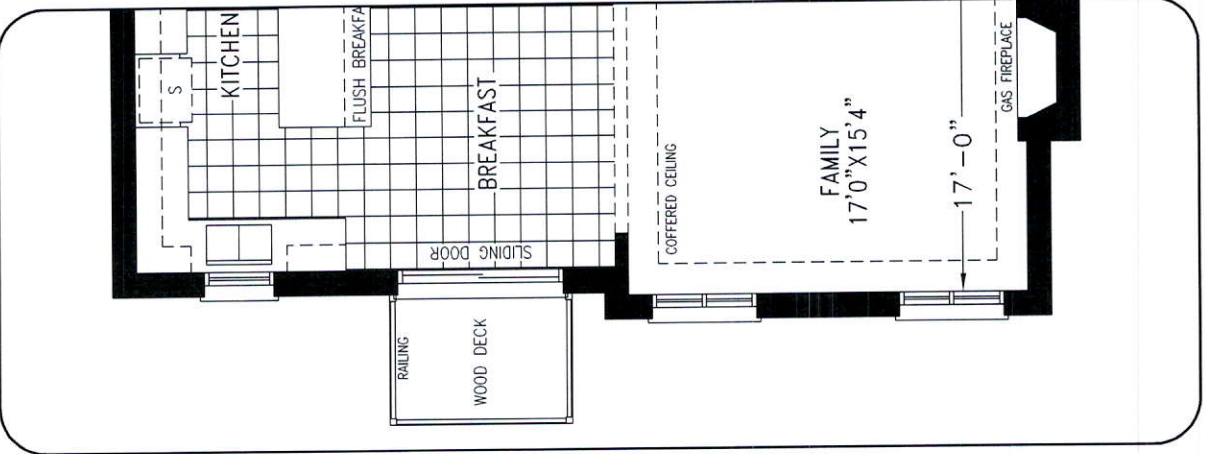 KITCHEN
S
FLUSH BREAKFA
BREAKFAST
SLIDING DOOR
RAILING
WOOD DECK
COFFERED CEILING
FAMILY
17'0"X15'4"
17'-0"
GAS FIREPLACE